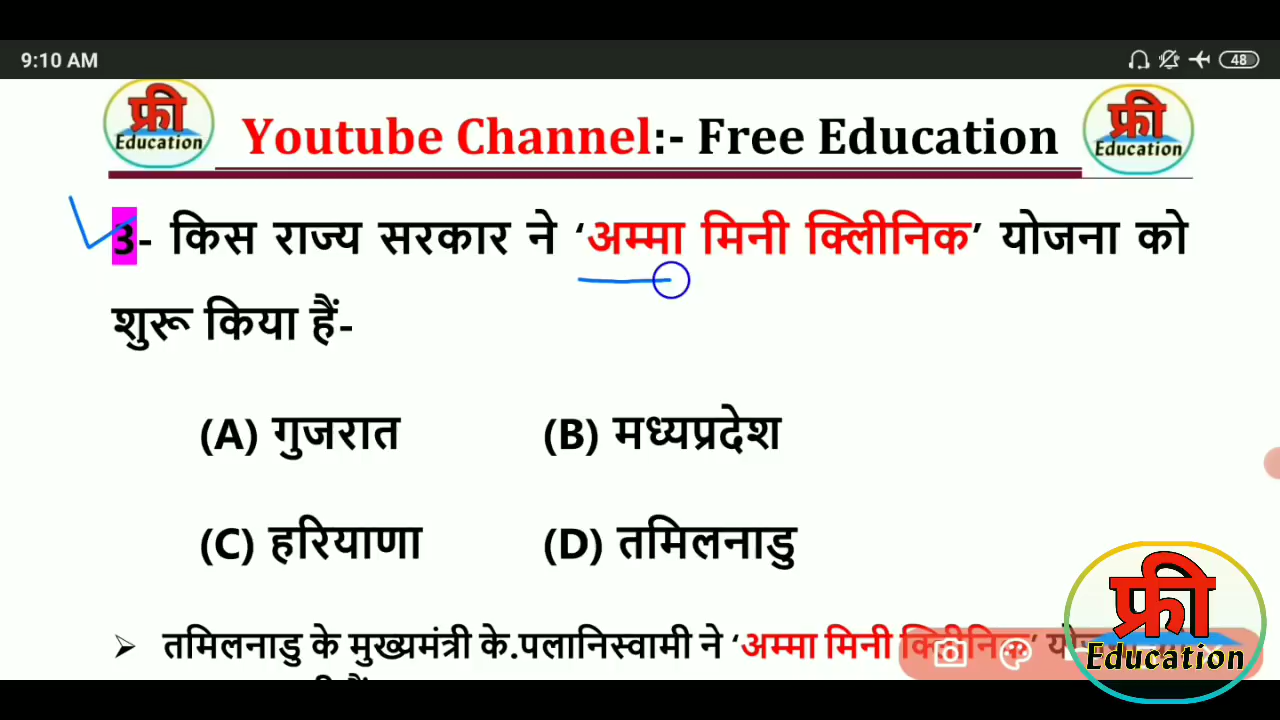 9:10 AM
48
फ्री
Education
Youtube Channel:- Free Education
फ्री
Education
3- किस राज्य सरकार ने ‘अम्मा मिनी क्लिीनिक’ योजना को
शुरू किया हैं-
(A) गुजरात
(B) मध्यप्रदेश
(C) हरियाणा
(D) तमिलनाडु
तमिलनाडु के मुख्यमंत्री के.पलानिस्वामी ने ‘अम्मा मिनी
फ्री
Education